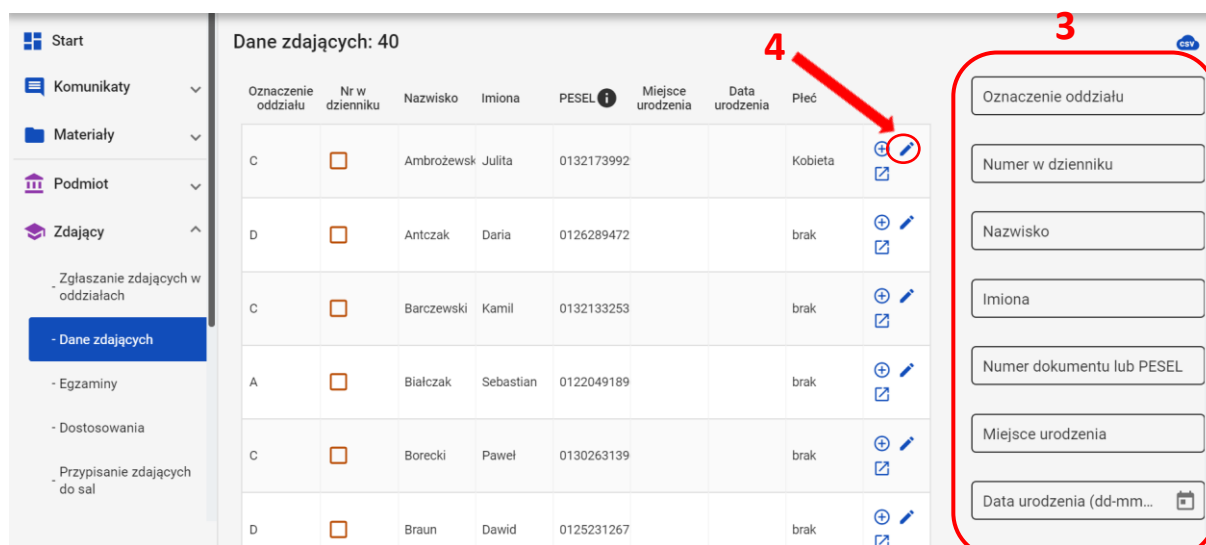 Start
Komunikaty
Materiały
Podmiot
Zdający
- Zgłaszanie zdających w
oddziałach
- Dane zdających
- Egzaminy
- Dostosowania
- Przypisanie zdających
do sal
Dane zdających: 40
4
3
CSV
Oznaczenie oddziału Nr w dzienniku Nazwisko Imiona PESEL i Miejsce urodzenia Data urodzenia Płeć
C Ambrożewsk Julita 0132173992 Kobieta
D Antczak Daria 0126289472 brak
C Barczewski Kamil 0132133253 brak
A Białczak Sebastian 0122049189 brak
C Borecki Paweł 0130263139 brak
D Braun Dawid 0125231267 brak
Oznaczenie oddziału
Numer w dzienniku
Nazwisko
Imiona
Numer dokumentu lub PESEL
Miejsce urodzenia
Data urodzenia (dd-mm...